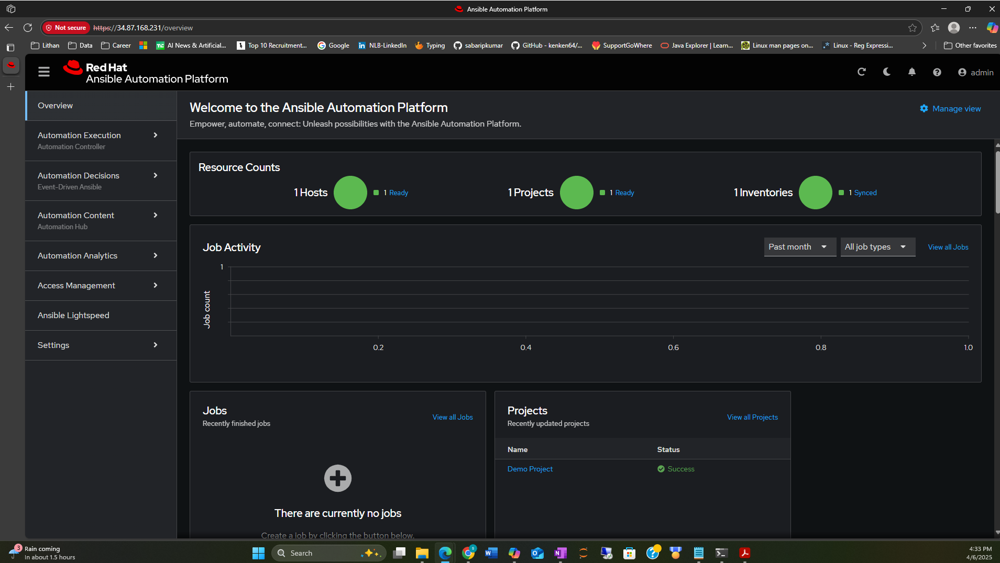 Ansible Automation Platform
Not secure https://34.87.168.231/overview
Lithan Data Career AI News & Artificial... Top 10 Recruitment... Google NLB-LinkedIn Typing sabaripkumar GitHub - kenken64/... SupportGoWhere Java Explorer | Learn... Linux man pages on... Linux - Reg Expressi... Other favorites
Red Hat
Ansible Automation Platform
admin
Overview
Automation Execution
Automation Controller
Automation Decisions
Event-Driven Ansible
Automation Content
Automation Hub
Automation Analytics
Access Management
Ansible Lightspeed
Settings
Welcome to the Ansible Automation Platform
Manage view
Empower, automate, connect: Unleash possibilities with the Ansible Automation Platform.
Resource Counts
1 Hosts 1 Ready 1 Projects 1 Ready 1 Inventories 1 Synced
Job Activity Past month All job types View all Jobs
1
Job count
0.2 0.4 0.6 0.8 1.0
Jobs
Recently finished jobs
View all Jobs
There are currently no jobs
Create a job by clicking the button below.
Projects
Recently updated projects
View all Projects
Name Status
Demo Project Success
3
Rain coming
In about 1.5 hours
Search
4:33 PM
4/6/2025